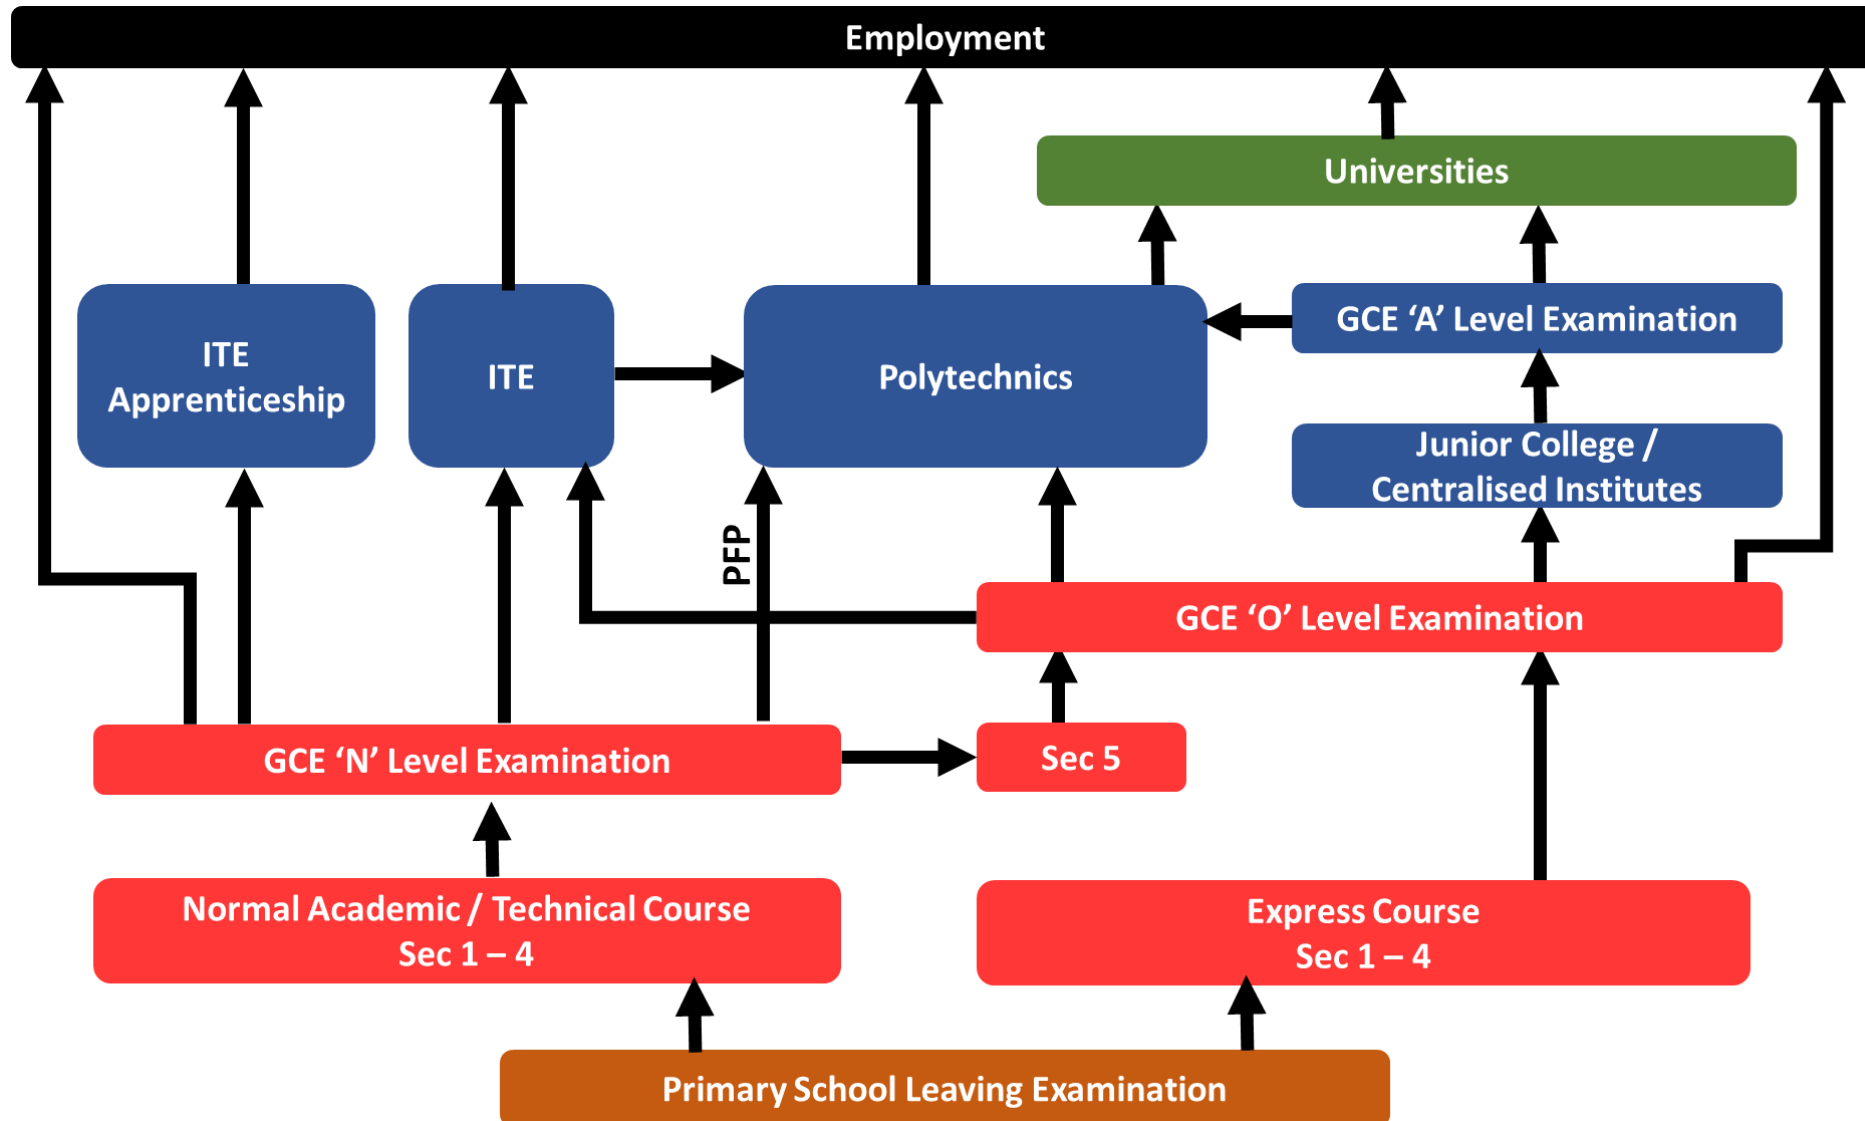 Employment
Universities
GCE ‘A’ Level Examination
ITE
Apprenticeship
ITE
Polytechnics
Junior College /
Centralised Institutes
PFP
GCE ‘O’ Level Examination
GCE ‘N’ Level Examination
Sec 5
Normal Academic / Technical Course
Sec 1 – 4
Express Course
Sec 1 – 4
Primary School Leaving Examination